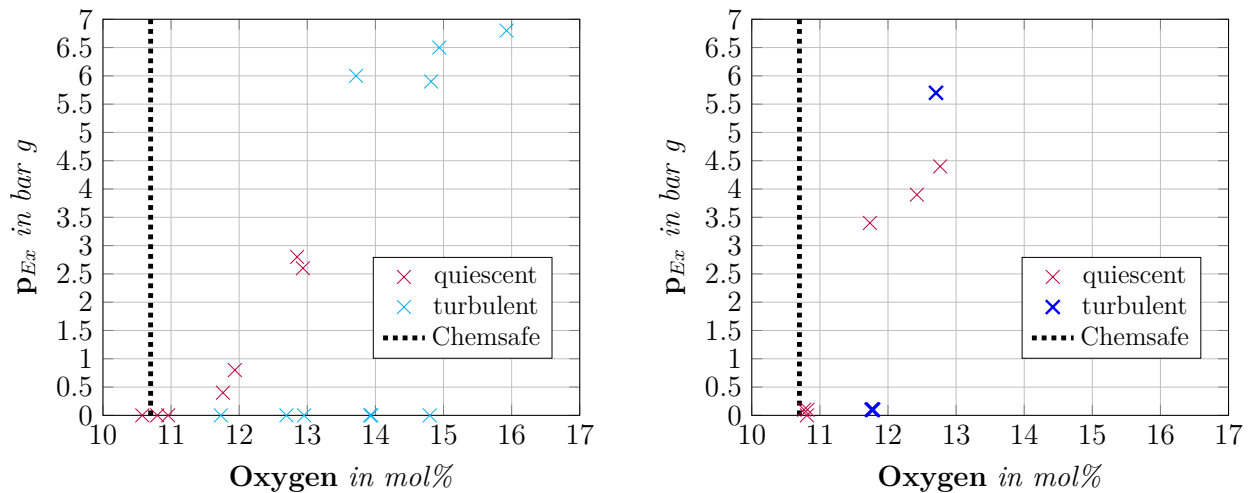 7
6.5
6
5.5
5
4.5
4
3.5
3
2.5
2
1.5
1
0.5
0
10 11 12 13 14 15 16 17
p_Ex in bar g
Oxygen in mol%
quiescent
turbulent
Chemsafe
7
6.5
6
5.5
5
4.5
4
3.5
3
2.5
2
1.5
1
0.5
0
10 11 12 13 14 15 16 17
p_Ex in bar g
Oxygen in mol%
quiescent
turbulent
Chemsafe